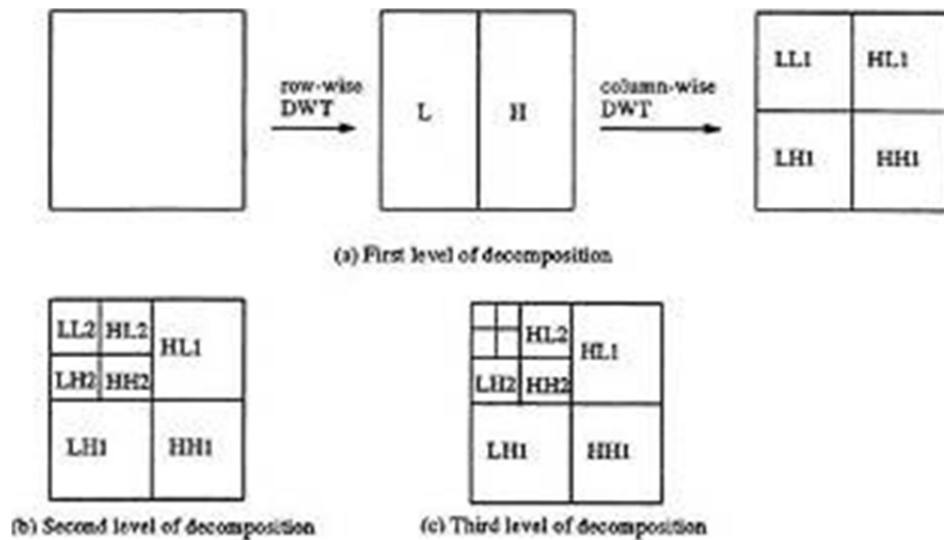 row-wise
DWT
L
H
column-wise
DWT
LL1
HL1
LH1
HH1
(a) First level of decomposition
LL2
HL2
HL1
LH2
HH2
LH1
HH1
(b) Second level of decomposition
HL2
HL1
LH2
HH2
LH1
HH1
(c) Third level of decomposition